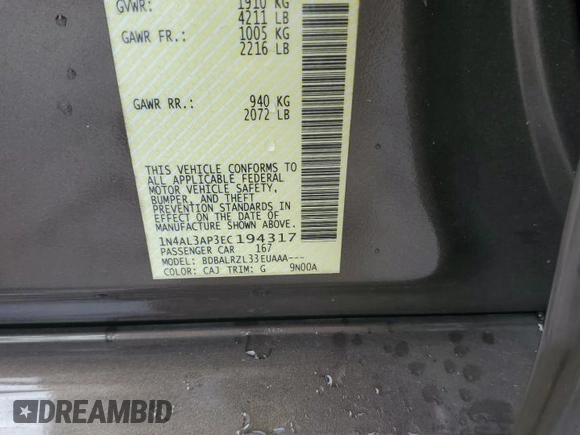 GVWR: 1910 KG
4211 LB
GAWR FR.: 1005 KG
2216 LB
GAWR RR.: 940 KG
2072 LB
THIS VEHICLE CONFORMS TO
ALL APPLICABLE FEDERAL
MOTOR VEHICLE SAFETY,
BUMPER, AND THEFT
PREVENTION STANDARDS IN
EFFECT ON THE DATE OF
MANUFACTURE SHOWN ABOVE.
1N4AL3AP3EC194317
PASSENGER CAR 167
MODEL: BDBALRZL33EUAAA---
COLOR: CAJ TRIM: G 9N00A
DREAMBID